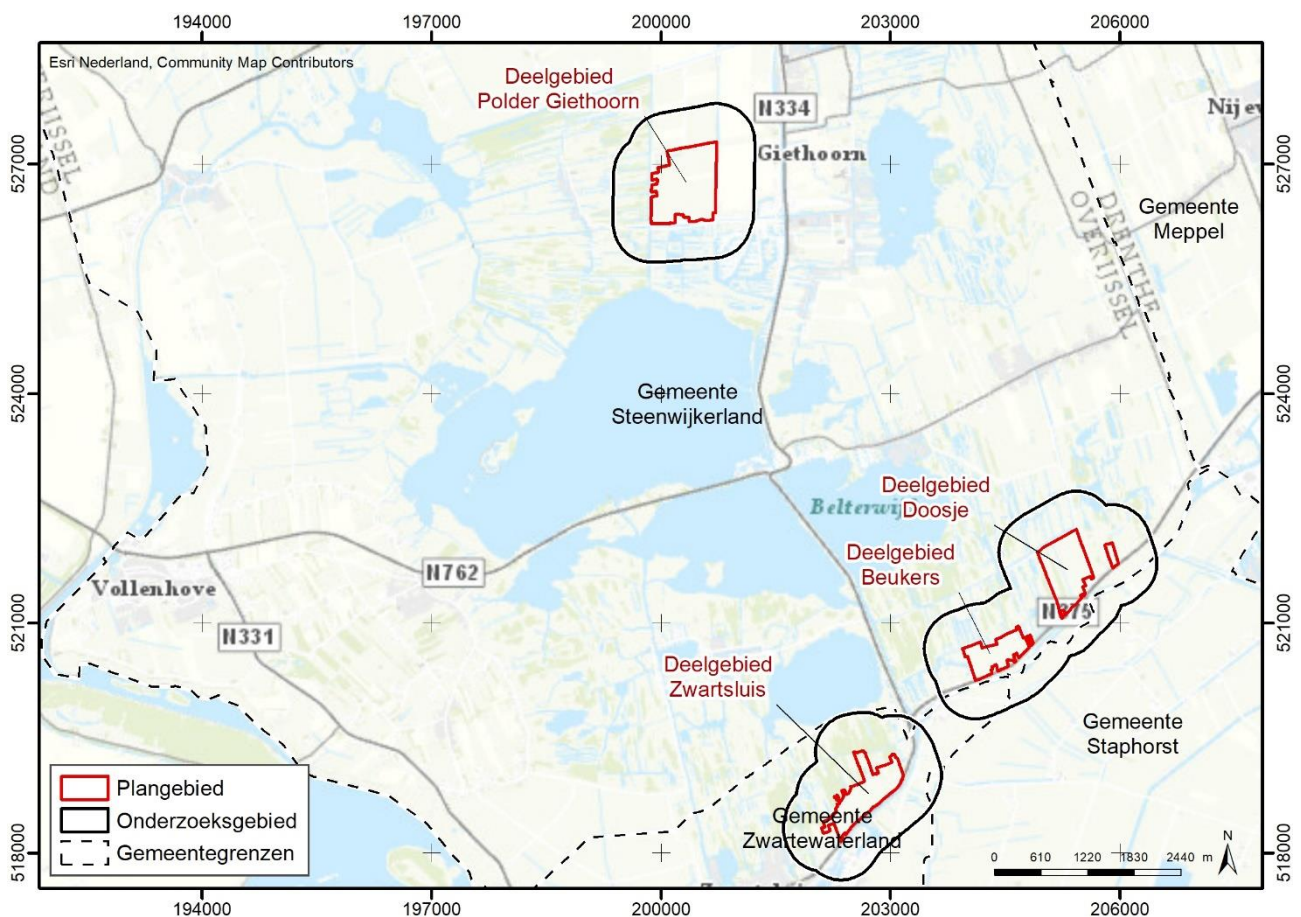 194000 197000 200000 203000 206000
Esri Nederland, Community Map Contributors
Deelgebied
Polder Giethoorn
N334
Giethoorn
527000
527000
Gemeente
Meppel
DRENTHE
OVERIJSSEL
524000
524000
Gemeente
Steenwijkerland
Deelgebied
Doosje
Deelgebied
Beukers
N762
Vollenhove
N331
N375
521000
521000
Deelgebied
Zwartsluis
Gemeente
Staphorst
Gemeente
Zwartewaterland
Plangebied
Onderzoeksgebied
Gemeentegrenzen
518000
518000
N
0 610 1220 1830 2440 m
194000 197000 200000 203000 206000